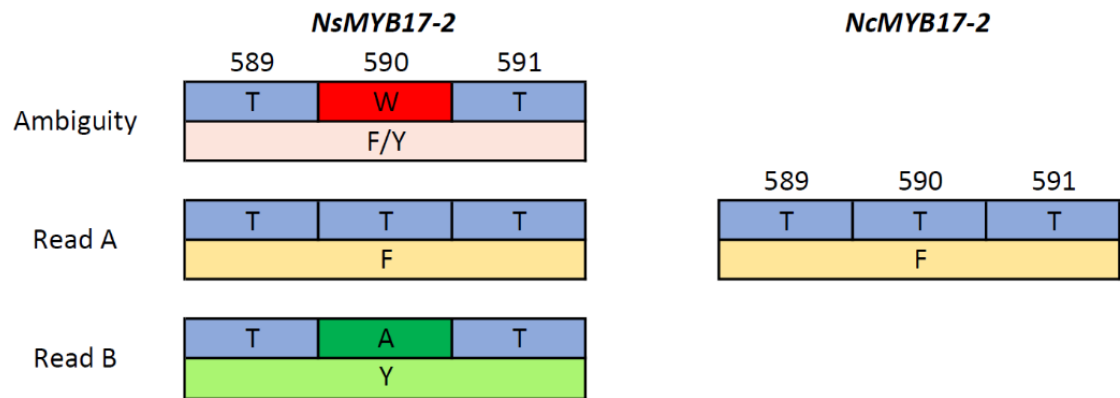 NsMYB17-2 NcMYB17-2
589 590 591
Ambiguity T W T
F/Y
589 590 591
Read A T T T T T T
F F
Read B T A T
Y